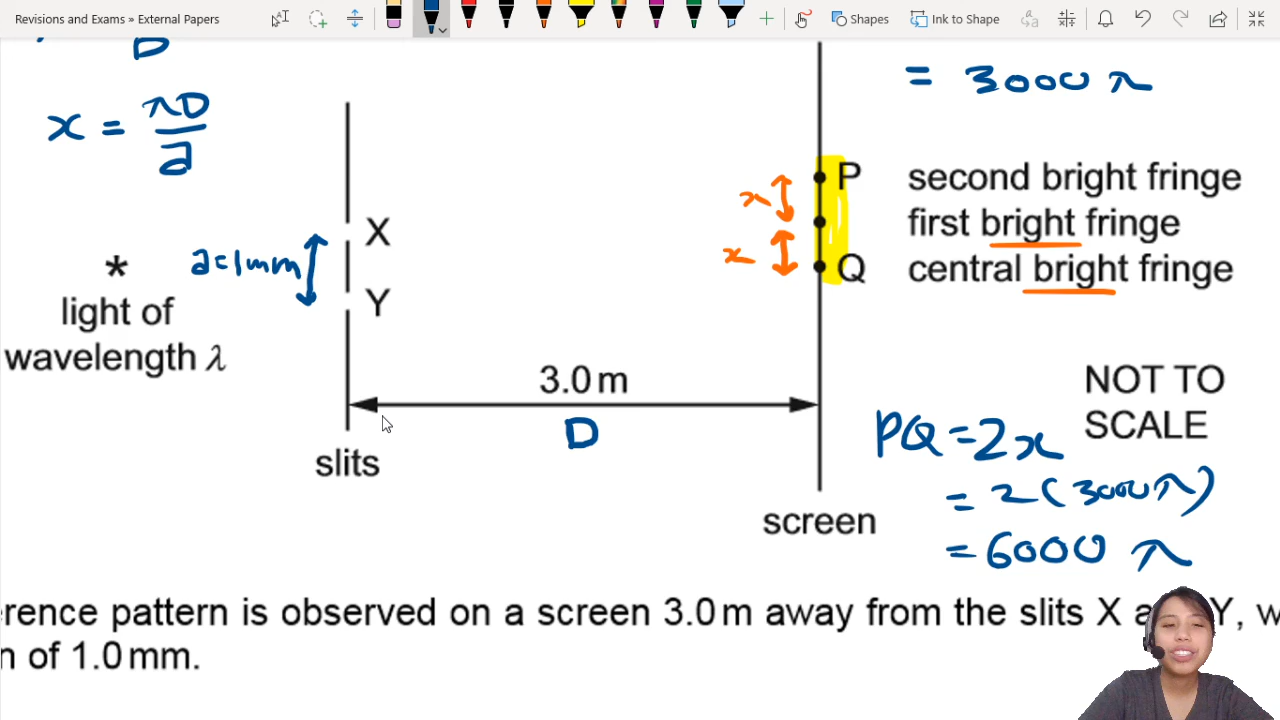 Revisions and Exams » External Papers
Shapes
Ink to Shape
D
= 3000 λ
x = λD
a
P second bright fringe
x
X first bright fringe
a=1mm
x
Q central bright fringe
*
Y
light of
wavelength λ
3.0 m
NOT TO
SCALE
D
PQ = 2x
slits
= 2(3000λ)
screen
= 6000 λ
erence pattern is observed on a screen 3.0 m away from the slits X a Y, w
n of 1.0 mm.